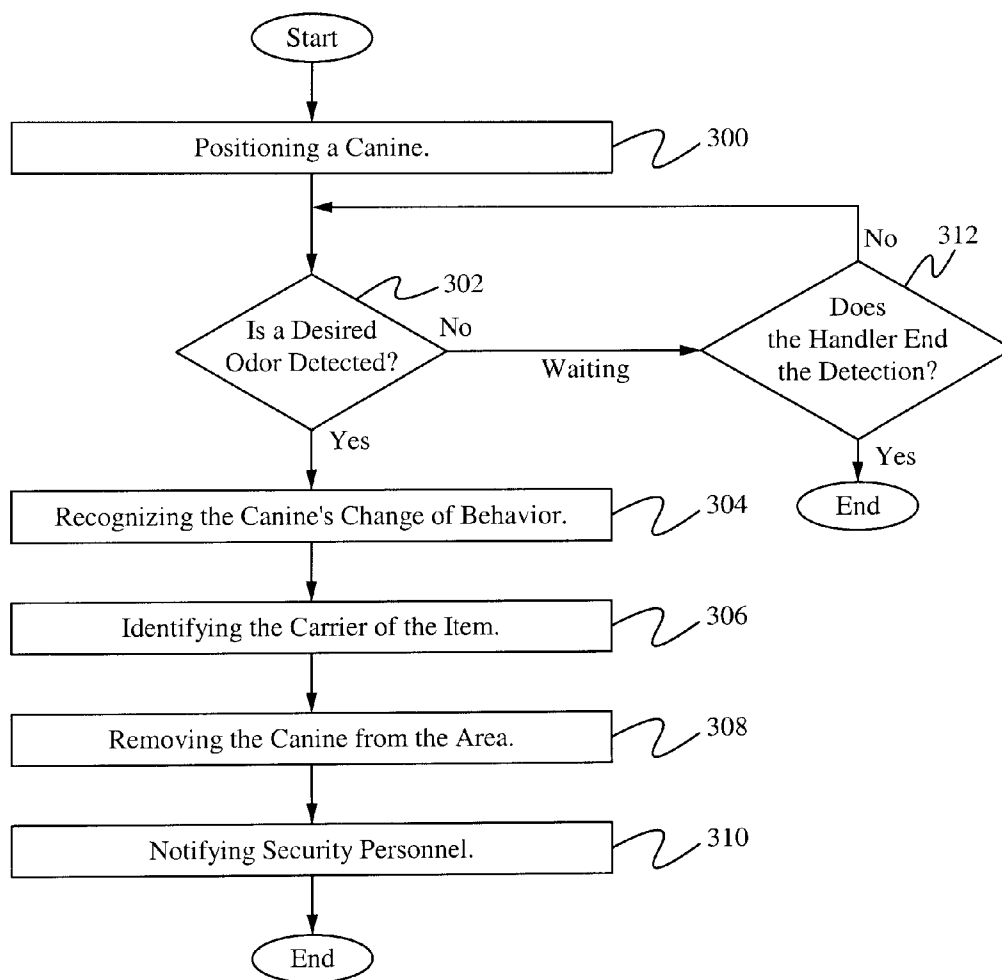 Start
Positioning a Canine.
300
No
312
302
Is a Desired
Odor Detected?
No
Waiting
Does
the Handler End
the Detection?
Yes
Yes
End
Recognizing the Canine's Change of Behavior.
304
Identifying the Carrier of the Item.
306
Removing the Canine from the Area.
308
Notifying Security Personnel.
310
End